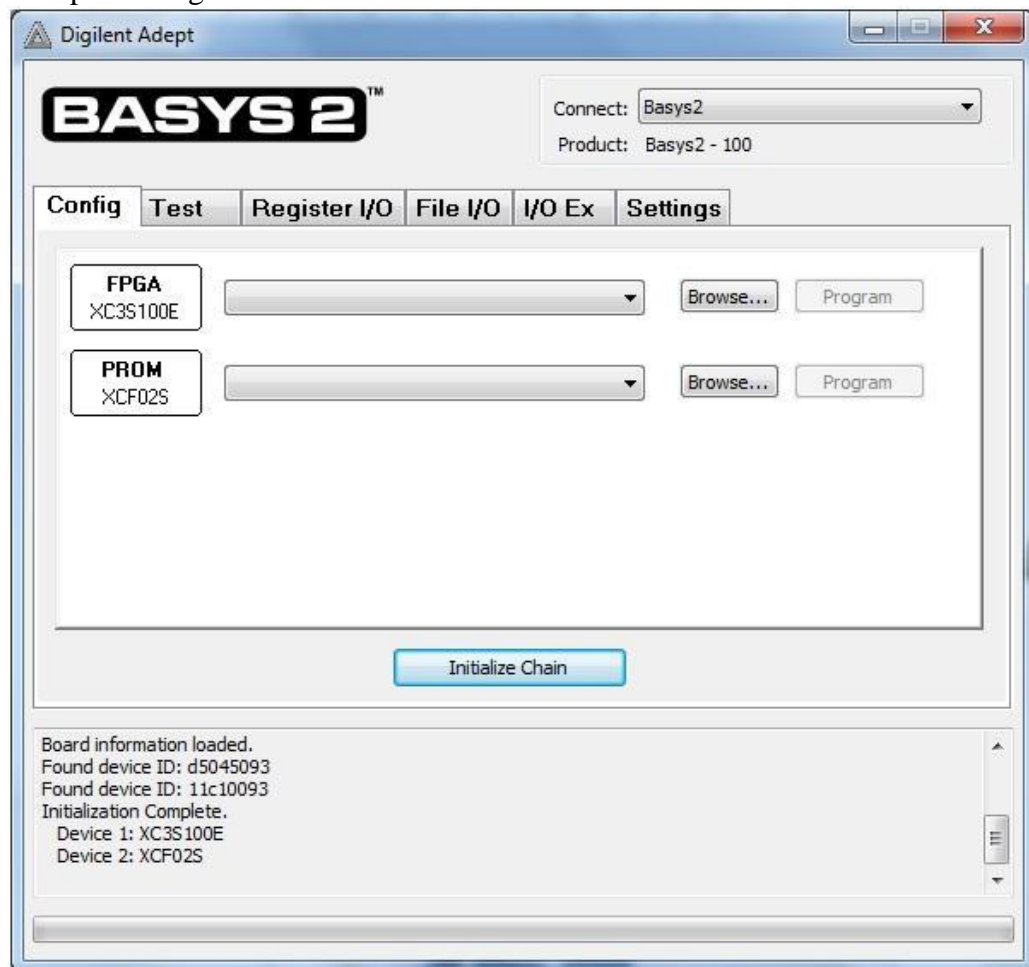 Digilent Adept
BASYS 2™
Connect: Basys2
Product: Basys2 - 100
Config Test Register I/O File I/O I/O Ex Settings
FPGA
XC3S100E
Browse... Program
PROM
XCF02S
Browse... Program
Initialize Chain
Board information loaded.
Found device ID: d5045093
Found device ID: 11c10093
Initialization Complete.
Device 1: XC3S100E
Device 2: XCF02S